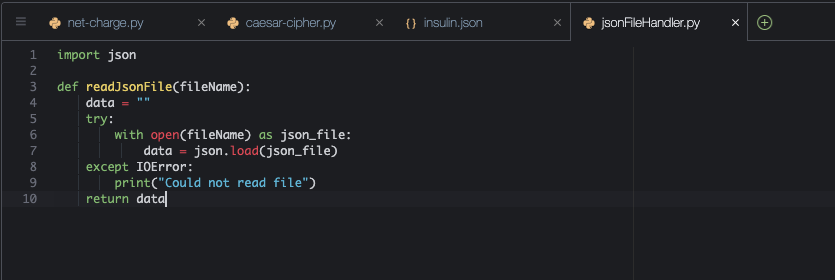 net-charge.py × caesar-cipher.py × {} insulin.json × jsonFileHandler.py ×
1 import json
2
3 def readJsonFile(fileName):
4     data = ""
5     try:
6         with open(fileName) as json_file:
7             data = json.load(json_file)
8     except IOError:
9         print("Could not read file")
10     return data